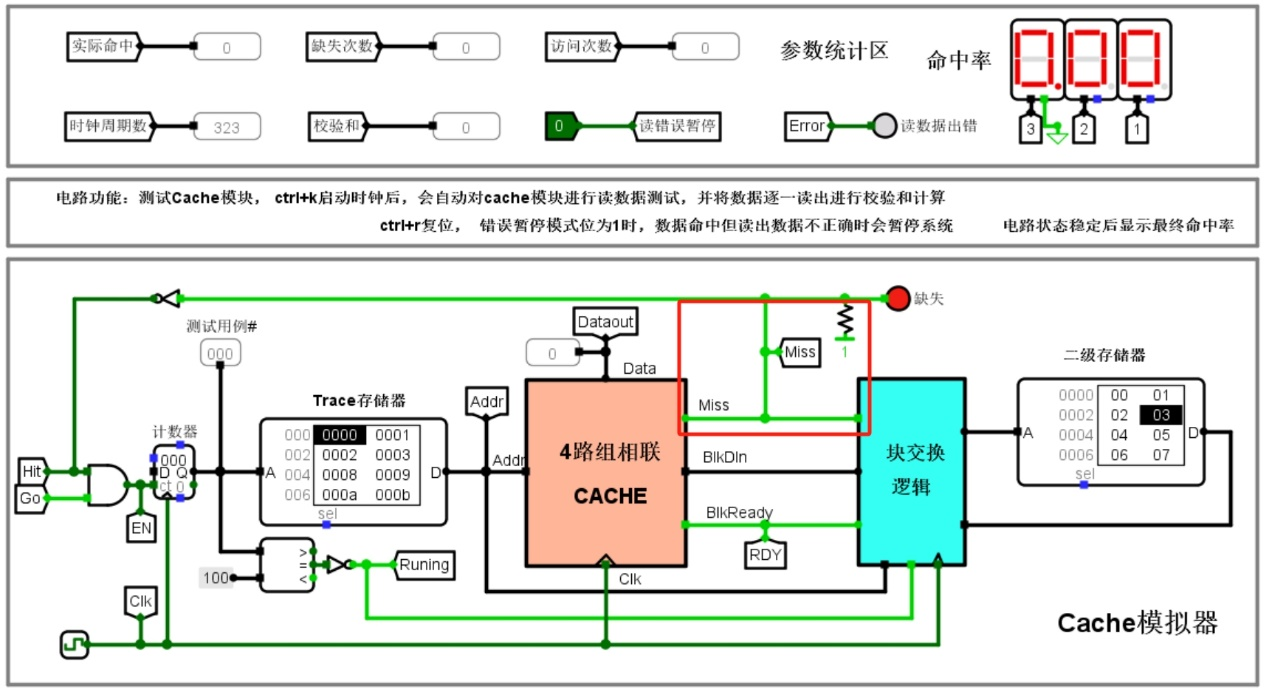 实际命中 0 缺失次数 0 访问次数 0 参数统计区 命中率
时钟周期数 323 校验和 0 0 读错误暂停 Error 读数据出错 3 2 1
电路功能：测试Cache模块， ctrl+k启动时钟后，会自动对cache模块进行读数据测试，并将数据逐一读出进行校验和计算
ctrl+r复位， 错误暂停模式位为1时，数据命中但读出数据不正确时会暂停系统 电路状态稳定后显示最终命中率
缺失
测试用例#
000
Dataout
0
Data
Miss
1
二级存储器
Trace存储器
Addr
Miss
0000 00 01
0002 02 03
0004 04 05
0006 06 07
A D
sel
计数器
000
D Q
ct 0
Hit
Go
EN
000 0000 0001
002 0002 0003
004 0008 0009
006 000a 000b
A D
sel
Addr
4路组相联
CACHE
BlkDIn
BlkReady
RDY
块交换
逻辑
100
>
=
<
Runing
Clk
Clk
Cache模拟器